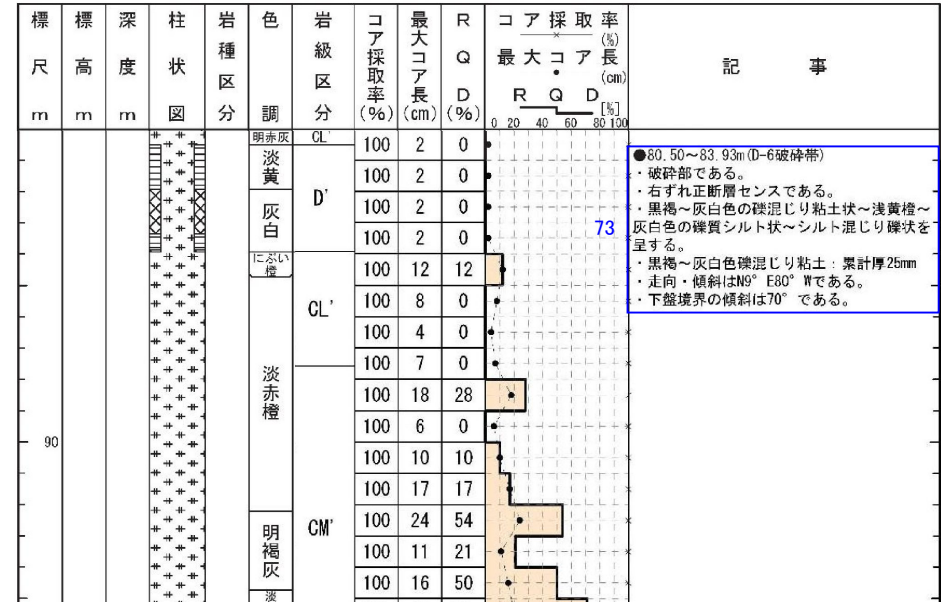 標尺m
標高m
深度m
柱状図
岩種区分
色調
岩級区分
コア採取率(%)
最大コア長(cm)
RQD(%)
コア採取率(%)
最大コア長(cm)
RQD[%]
0 20 40 60 80 100
記事
明赤灰 CL' 100 2 0
淡黄 100 2 0
灰白 D' 100 2 0
100 2 0
にぶい橙 100 12 12
CL' 100 8 0
100 4 0
100 7 0
淡赤橙 100 18 28
90 100 6 0
100 10 10
100 17 17
CM' 100 24 54
明褐灰 100 11 21
100 16 50
淡
73
●80.50～83.93m(D-6破砕帯)
・破砕部である。
・右ずれ正断層センスである。
・黒褐～灰白色の礫混じり粘土状～浅黄橙～
灰白色の礫質シルト状～シルト混じり礫状を
呈する。
・黒褐～灰白色礫混じり粘土：累計厚25mm
・走向・傾斜はN9°E80°Wである。
・下盤境界の傾斜は70°である。